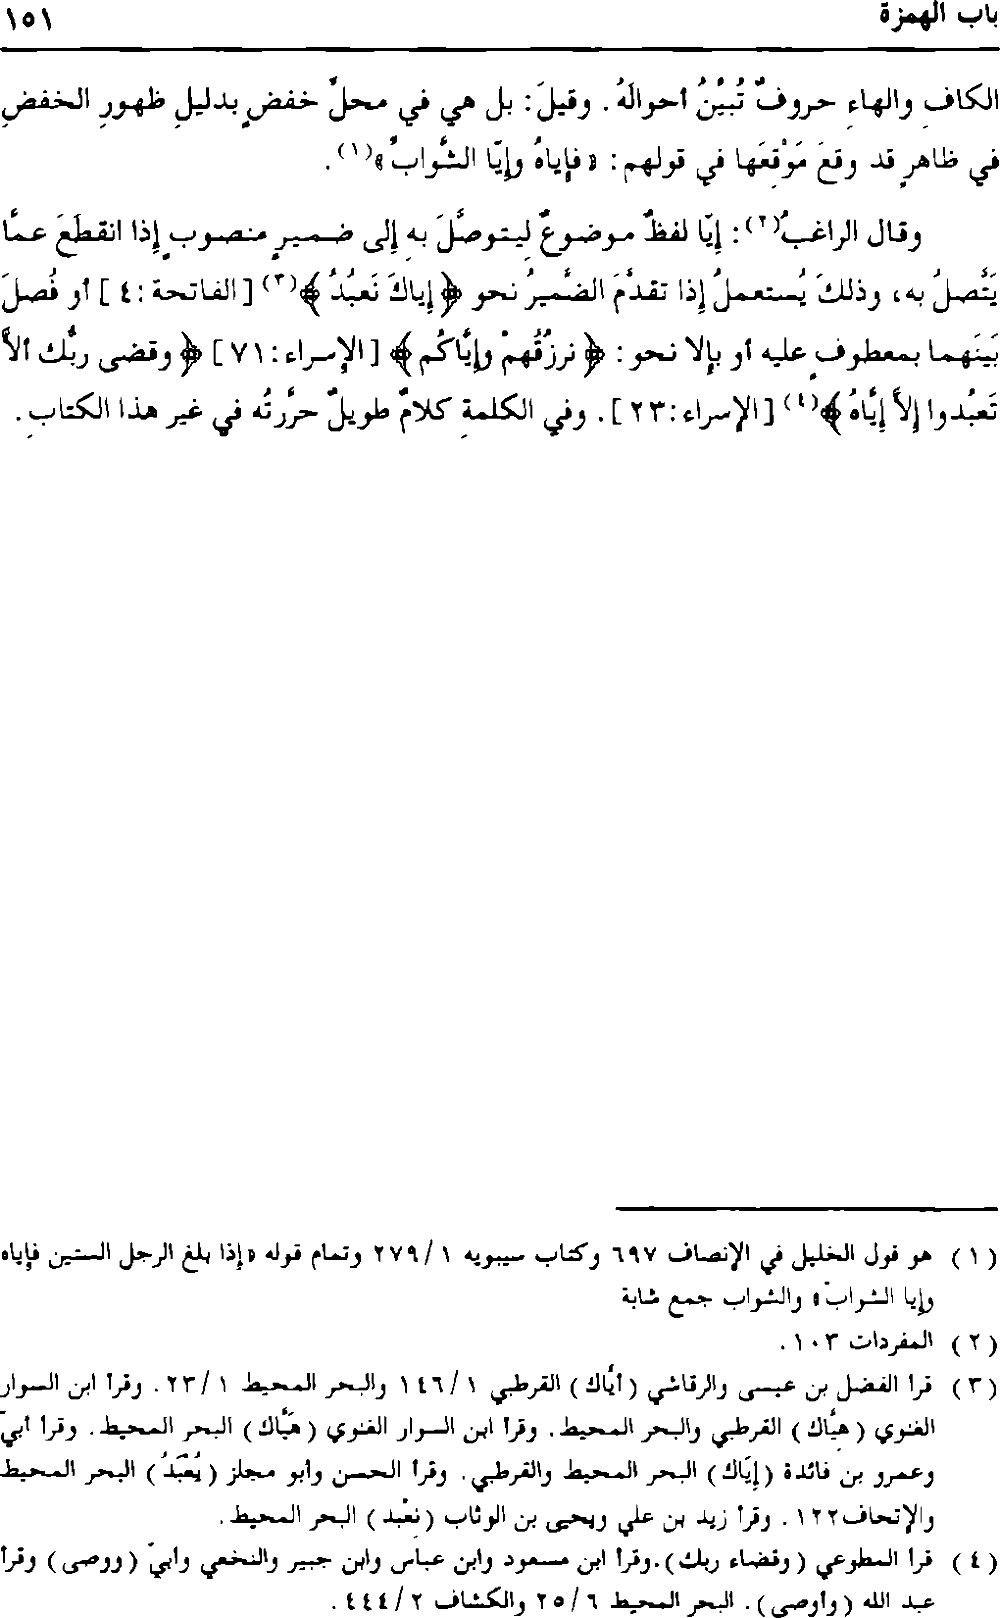 باب الهمزة ١٥١
الكافِ والهاءِ حروفٌ تُبيِّنُ أحوالَهُ. وقيلَ: بل هي في محلِّ خفضٍ بدليلِ ظهورِ الخفضِ
في ظاهرٍ قد وقعَ مَوْقِعَها في قولهم: «فإياهُ وإيّا الشَّوابِّ»(١).
وقال الراغبُ(٢): إيّا لفظٌ موضوعٌ ليتوصَّلَ بهِ إلى ضميرٍ منصوبٍ إذا انقطَعَ عمَّا
يَتَّصلُ به، وذلكَ يُستعملُ إذا تقدَّمَ الضَّميرُ نحو ﴿إياكَ نَعبُدُ﴾(٣) [الفاتحة:٤] أو فُصلَ
بَينَهما بمعطوفٍ عليه أو بإلا نحو: ﴿نرزُقُهمْ وإيَّاكُم﴾ [الإسراء:٧١] ﴿وقضى ربُّك ألاَّ
تَعبُدوا إلاَّ إيَّاهُ﴾(٤) [الإسراء:٢٣]. وفي الكلمةِ كلامٌ طويلٌ حرَّرتُه في غير هذا الكتابِ.
(١) هو قول الخليل في الإنصاف ٦٩٧ وكتاب سيبويه ٢٧٩/١ وتمام قوله «إذا بلغ الرجل الستين فإياه
وإيا الشوابّ» والشواب جمع شابة
(٢) المفردات ١٠٣.
(٣) قرأ الفضل بن عيسى والرقاشي (أيَّاك) القرطبي ١٤٦/١ والبحر المحيط ٢٣/١. وقرأ ابن السوار
الغنوي (هِيَّاك) القرطبي والبحر المحيط. وقرأ ابن السوار الغنوي (هَيَّاك) البحر المحيط. وقرأ أبيّ
وعمرو بن فائدة (إيَاك) البحر المحيط والقرطبي. وقرأ الحسن وأبو مجلز (يُعْبَدُ) البحر المحيط
والإتحاف١٢٢. وقرأ زيد بن علي ويحيى بن الوثاب (نِعْبد) البحر المحيط.
(٤) قرأ المطوعي (وقضاء ربك).وقرأ ابن مسعود وابن عباس وابن جبير والنخعي وأبيّ (ووصى) وقرأ
عبد الله (وأوصى). البحر المحيط ٢٥/٦ والكشاف ٤٤٤/٢.